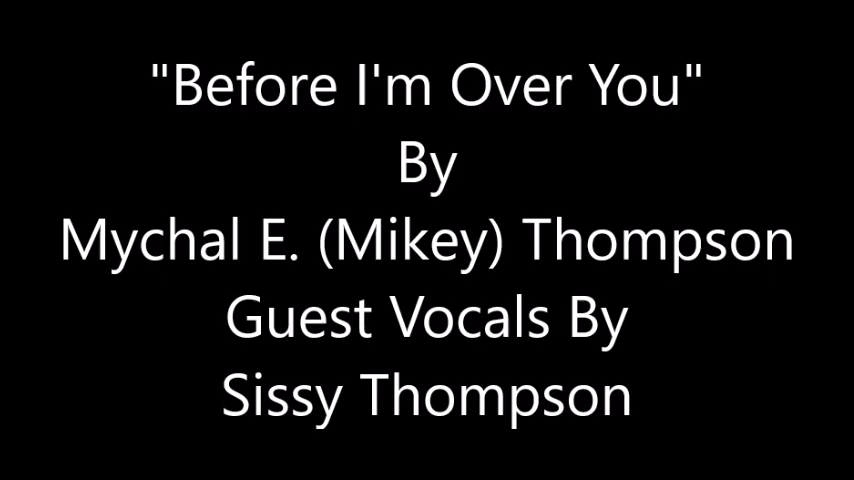 "Before I'm Over You"
By
Mychal E. (Mikey) Thompson
Guest Vocals By
Sissy Thompson